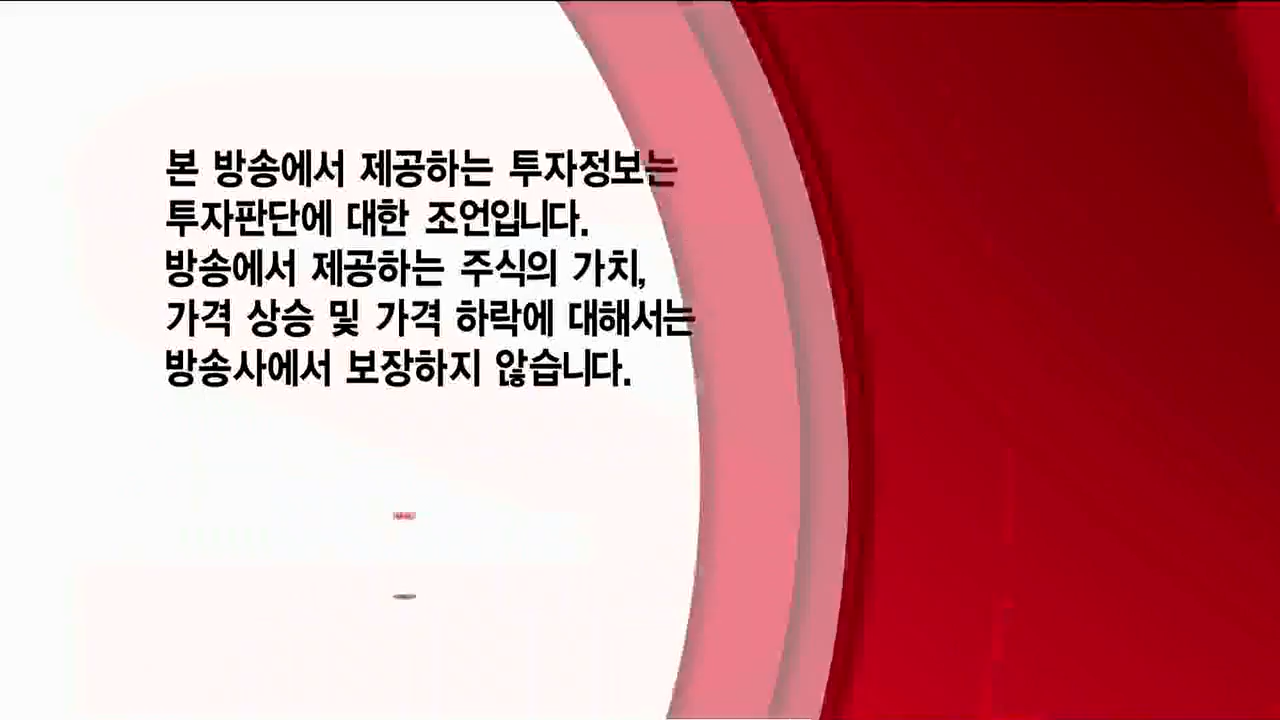 본 방송에서 제공하는 투자정보는
투자판단에 대한 조언입니다.
방송에서 제공하는 주식의 가치,
가격 상승 및 가격 하락에 대해서는
방송사에서 보장하지 않습니다.